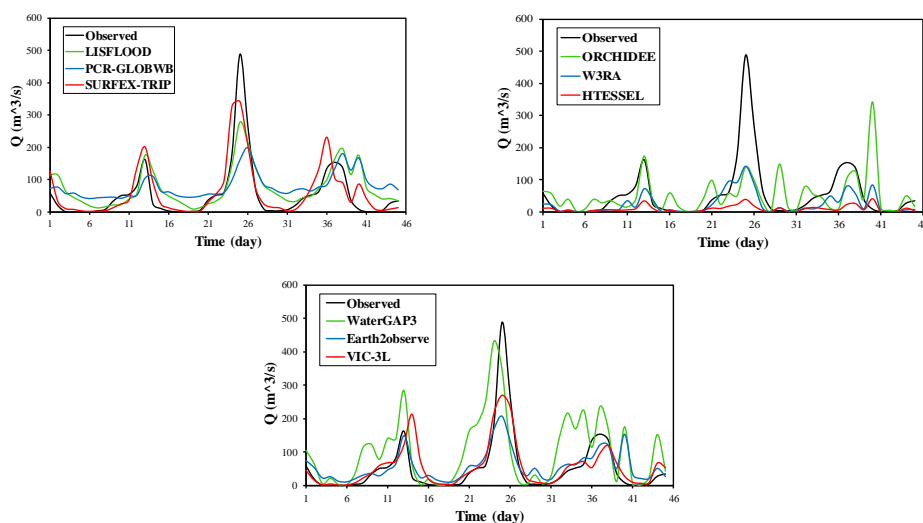 600
500
400
300
200
100
0
Q (m^3/s)
Observed
LISFLOOD
PCR-GLOBWB
SURFEX-TRIP
1 6 11 16 21 26 31 36 41 46
Time (day)
600
500
400
300
200
100
0
Q (m^3/s)
Observed
ORCHIDEE
W3RA
HTESSEL
1 6 11 16 21 26 31 36 41
Time (day)
600
500
400
300
200
100
0
Q (m^3/s)
Observed
WaterGAP3
Earth2observe
VIC-3L
1 6 11 16 21 26 31 36 41 46
Time (day)